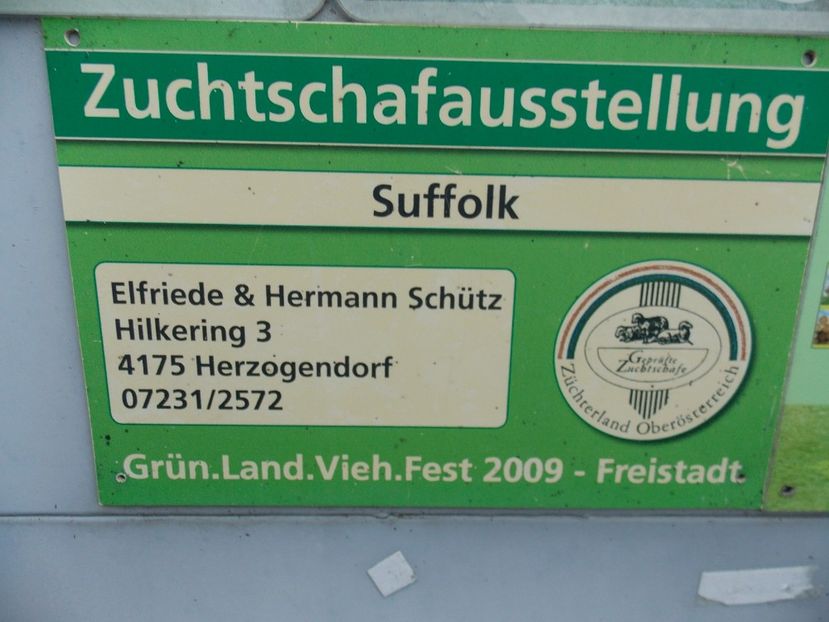 Zuchtschafausstellung
Suffolk
Elfriede & Hermann Schütz
Hilkering 3
4175 Herzogendorf
07231/2572
Geprüfte
Zuchtschafe
Züchterland Oberösterreich
Grün.Land.Vieh.Fest 2009 - Freistadt